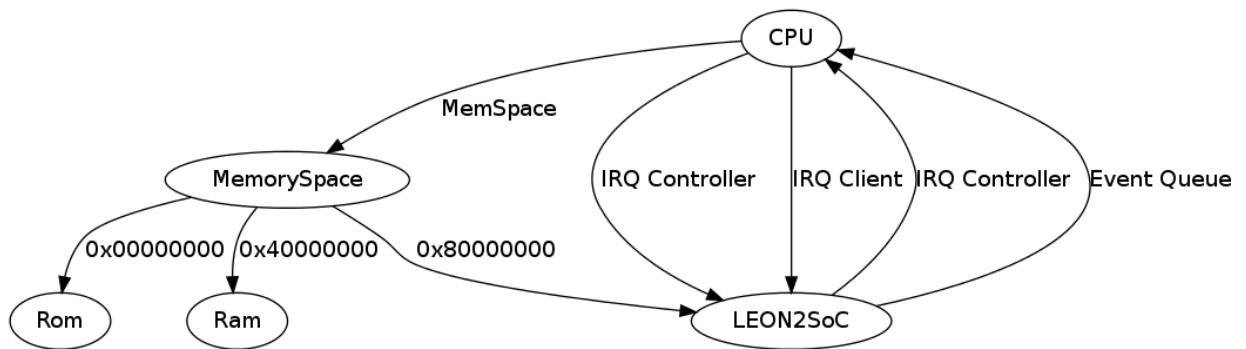 CPU
MemSpace
MemorySpace
IRQ Controller
IRQ Client
IRQ Controller
Event Queue
0x00000000
0x40000000
0x80000000
Rom
Ram
LEON2SoC